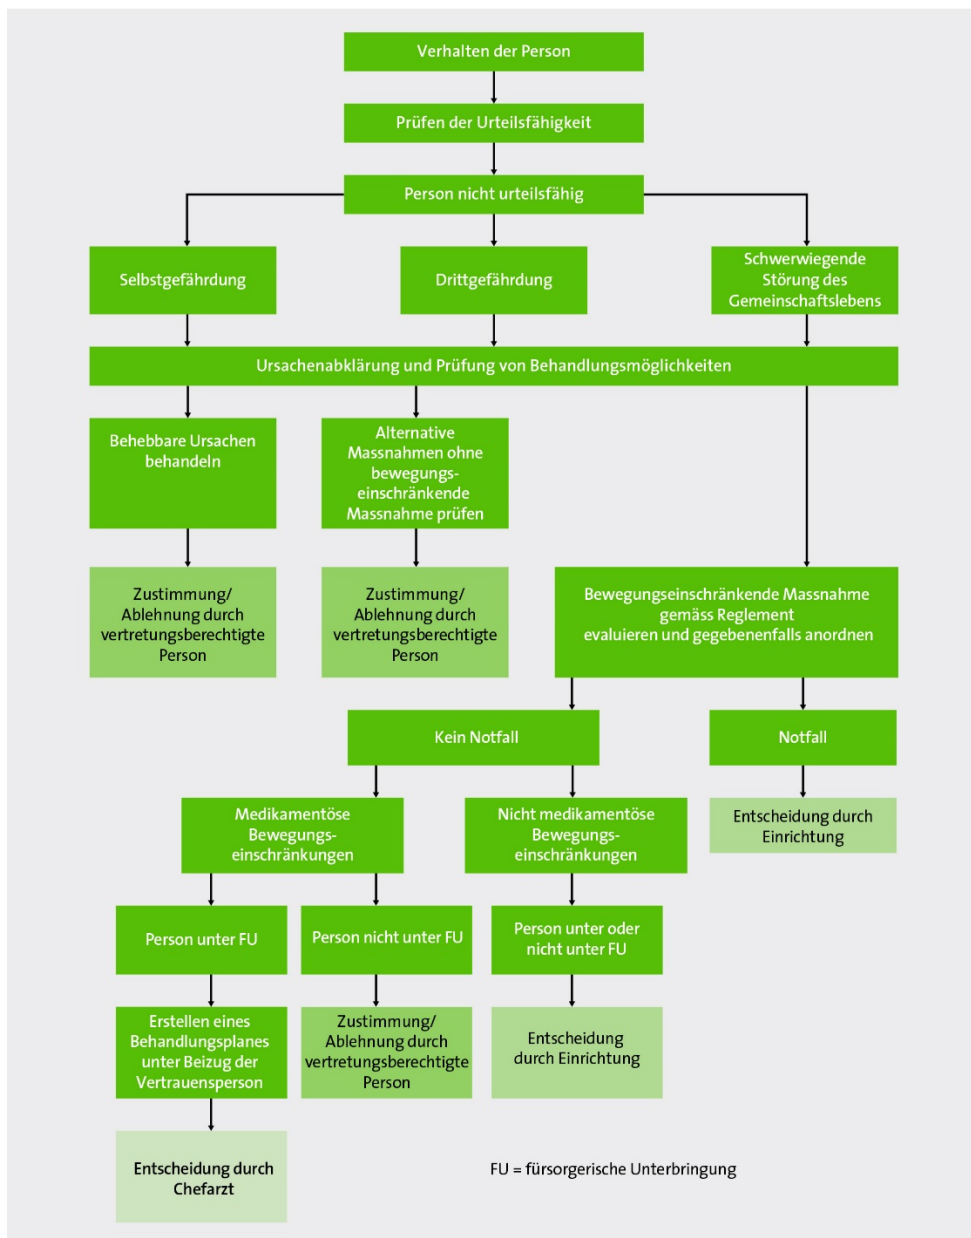 Verhalten der Person
Prüfen der Urteilsfähigkeit
Person nicht urteilsfähig
Selbstgefährdung
Drittgefährdung
Schwerwiegende
Störung des
Gemeinschaftslebens
Ursachenabklärung und Prüfung von Behandlungsmöglichkeiten
Behebbare Ursachen
behandeln
Alternative
Massnahmen ohne
bewegungs-
einschränkende
Massnahme prüfen
Zustimmung/
Ablehnung durch
vertretungsberechtigte
Person
Zustimmung/
Ablehnung durch
vertretungsberechtigte
Person
Bewegungseinschränkende Massnahme
gemäss Reglement
evaluieren und gegebenenfalls anordnen
Kein Notfall
Notfall
Medikamentöse
Bewegungs-
einschränkungen
Nicht medikamentöse
Bewegungs-
einschränkungen
Entscheidung durch
Einrichtung
Person unter FU
Person nicht unter FU
Person unter oder
nicht unter FU
Erstellen eines
Behandlungsplanes
unter Beizug der
Vertrauensperson
Zustimmung/
Ablehnung durch
vertretungsberechtigte
Person
Entscheidung
durch Einrichtung
Entscheidung durch
Chefarzt
FU = fürsorgerische Unterbringung